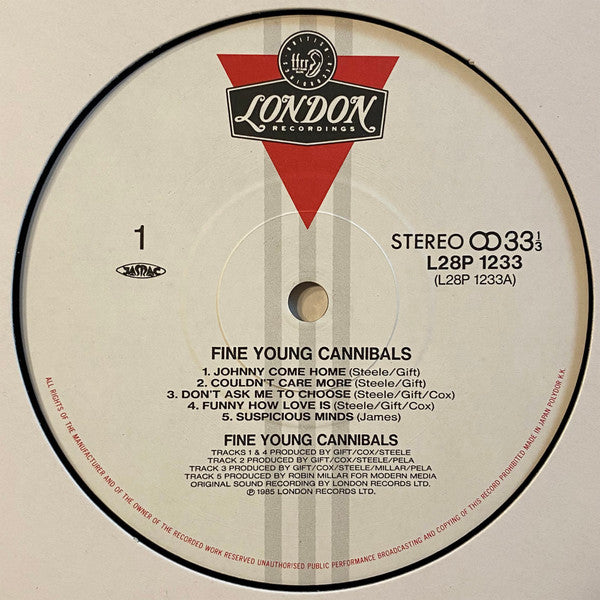 BRITISH
ffrr
RECORDINGS
LONDON
RECORDINGS
1
STEREO 33⅓
JASRAC
L28P 1233
(L28P 1233A)
FINE YOUNG CANNIBALS
1. JOHNNY COME HOME (Steele/Gift)
2. COULDN'T CARE MORE (Steele/Gift)
3. DON'T ASK ME TO CHOOSE (Steele/Gift/Cox)
4. FUNNY HOW LOVE IS (Steele/Gift/Cox)
5. SUSPICIOUS MINDS (James)
FINE YOUNG CANNIBALS
TRACKS 1 & 4 PRODUCED BY GIFT/COX/STEELE
TRACK 2 PRODUCED BY GIFT/COX/STEELE/PELA
TRACK 3 PRODUCED BY GIFT/COX/STEELE/MILLAR/PELA
TRACK 5 PRODUCED BY ROBIN MILLAR FOR MODERN MEDIA
ORIGINAL SOUND RECORDING BY LONDON RECORDS LTD.
℗ 1985 LONDON RECORDS LTD.
ALL RIGHTS OF THE MANUFACTURER AND OF THE OWNER OF THE RECORDED WORK RESERVED UNAUTHORISED PUBLIC PERFORMANCE BROADCASTING AND COPYING OF THIS RECORD PROHIBITED MADE IN JAPAN POLYDOR K.K.